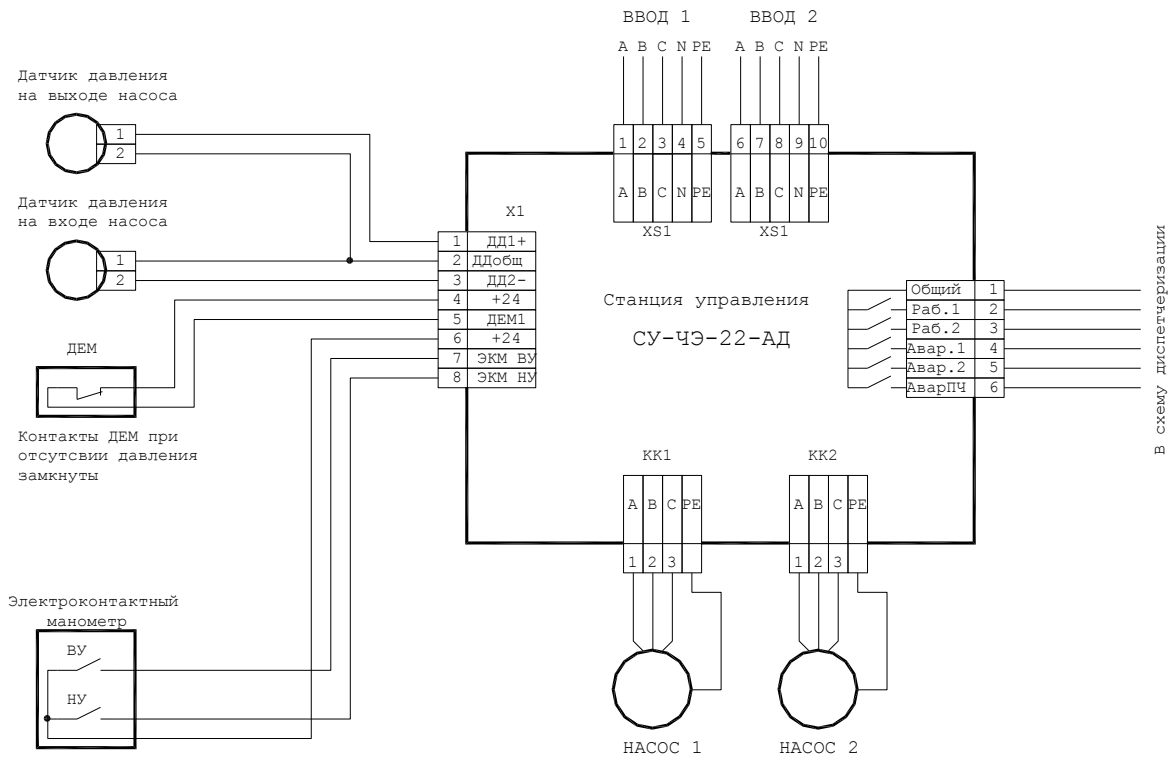 ВВОД 1
ВВОД 2
A B C N PE
A B C N PE
1 2 3 4 5
6 7 8 9 10
A B C N PE
A B C N PE
XS1
XS1
Датчик давления
на выходе насоса
1
2
Датчик давления
на входе насоса
1
2
X1
1 ДД1+
2 ДДобщ
3 ДД2-
4 +24
5 ДЕМ1
6 +24
7 ЭКМ ВУ
8 ЭКМ НУ
Станция управления
СУ-ЧЭ-22-АД
Общий 1
Раб.1 2
Раб.2 3
Авар.1 4
Авар.2 5
АварПЧ 6
В схему диспетчеризации
ДЕМ
Контакты ДЕМ при
отсутсвии давления
замкнуты
КК1
КК2
A B C PE
A B C PE
1 2 3
1 2 3
Электроконтактный
манометр
ВУ
НУ
НАСОС 1
НАСОС 2